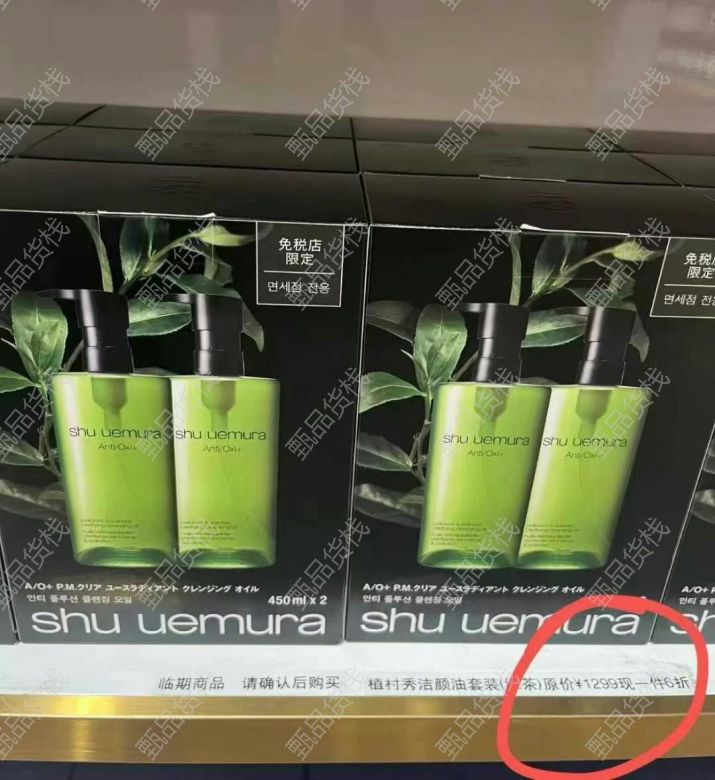 免税店
限定
면세점 전용
shu uemura
Anti/Oxi+
shu uemura
Anti/Oxi+
A/O+ P.M.クリア ユースラディアント クレンジング オイル
안티 폴루션 클렌징 오일
450ml x 2
shu uemura
免税店
限定
면세점 전용
shu uemura
Anti/Oxi+
shu uemura
Anti/Oxi+
A/O+ P.M.クリア ユースラディアント クレンジング オイル
안티 폴루션 클렌징 오일
shu uemura
临期商品 请确认后购买
植村秀洁颜油套装(茶)原价¥1299现一件6折
甄品货栈